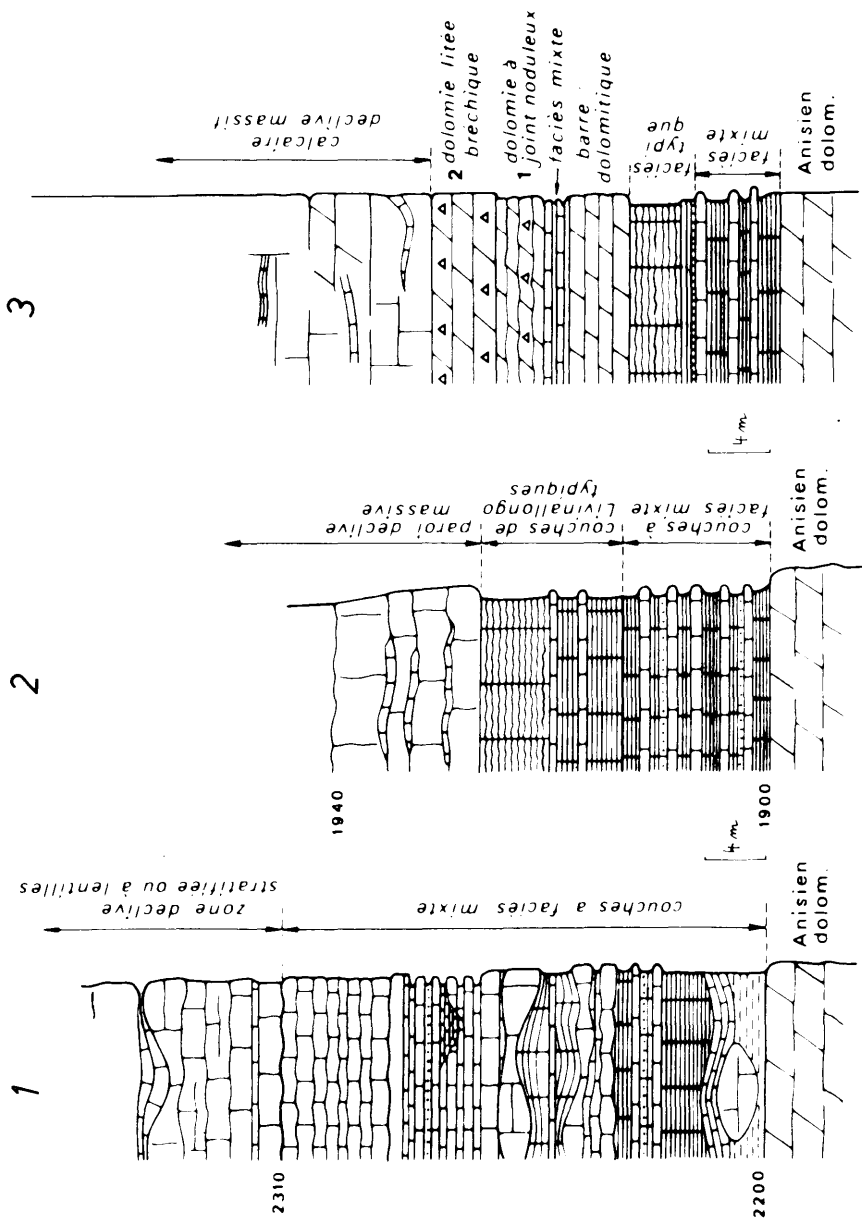 1
2310
2200
zone déclive
stratifiée ou à lentilles
couches a faciès mixte
Anisien
dolom.
4m
2
1940
1900
paroi déclive
massive
couches de
Livinallongo
typiques
couches à
faciès mixte
Anisien
dolom.
4m
3
calcaire
déclive massif
2 dolomie litée
bréchique
dolomie à
1 joint noduleux
faciès mixte
barre
dolomitique
faciès
typi
que
faciès
mixte
Anisien
dolom.